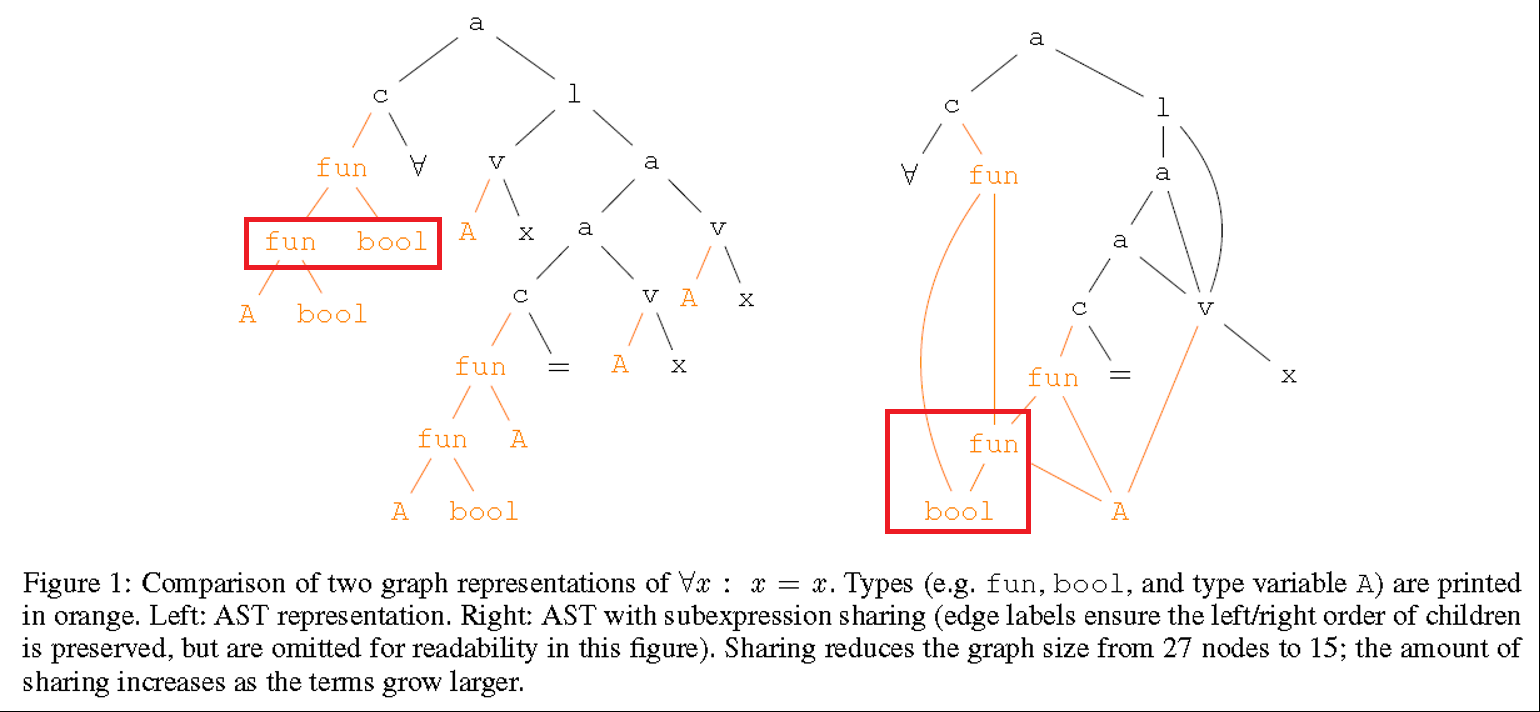 a a
c l c l
fun ∀ v a ∀ fun a
fun bool A x a v a
A bool c v A x c v
fun = A x fun = x
fun A fun
A bool bool A
Figure 1: Comparison of two graph representations of ∀x : x = x. Types (e.g. fun, bool, and type variable A) are printed
in orange. Left: AST representation. Right: AST with subexpression sharing (edge labels ensure the left/right order of children
is preserved, but are omitted for readability in this figure). Sharing reduces the graph size from 27 nodes to 15; the amount of
sharing increases as the terms grow larger.